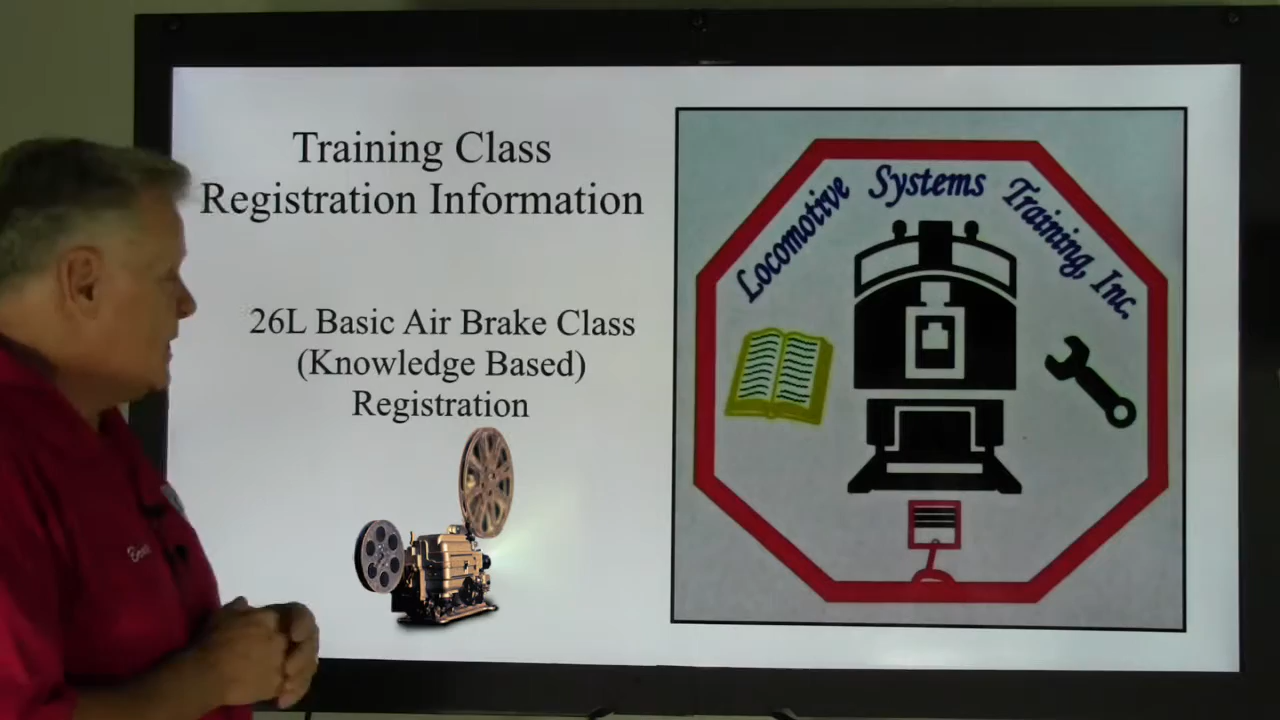 Training Class
Registration Information
26L Basic Air Brake Class
(Knowledge Based)
Registration
Locomotive Systems Training, Inc.